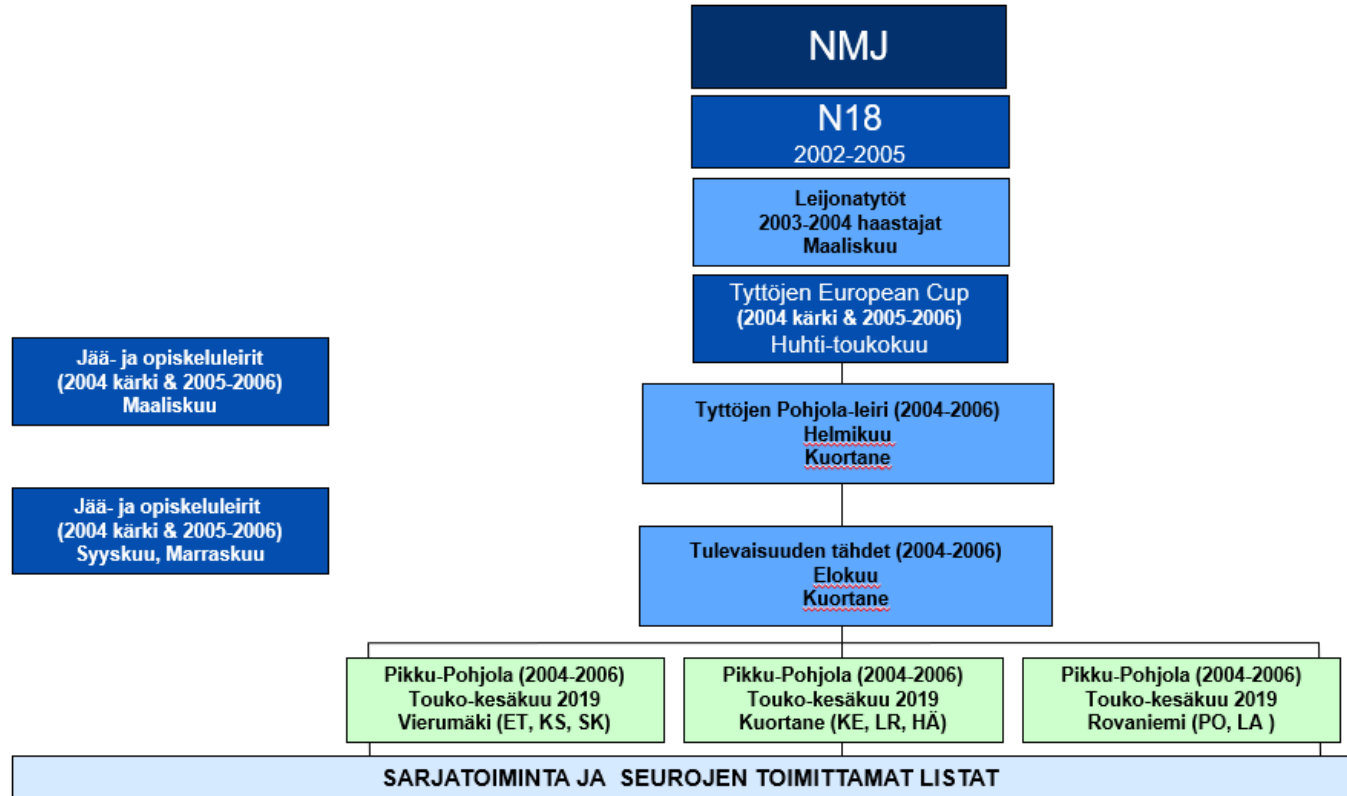 NMJ
N18
2002-2005
Leijonatytöt
2003-2004 haastajat
Maaliskuu
Tyttöjen European Cup
(2004 kärki & 2005-2006)
Huhti-toukokuu
Jää- ja opiskeluleirit
(2004 kärki & 2005-2006)
Maaliskuu
Tyttöjen Pohjola-leiri (2004-2006)
Helmikuu
Kuortane
Jää- ja opiskeluleirit
(2004 kärki & 2005-2006)
Syyskuu, Marraskuu
Tulevaisuuden tähdet (2004-2006)
Elokuu
Kuortane
Pikku-Pohjola (2004-2006)
Touko-kesäkuu 2019
Vierumäki (ET, KS, SK)
Pikku-Pohjola (2004-2006)
Touko-kesäkuu 2019
Kuortane (KE, LR, HÄ)
Pikku-Pohjola (2004-2006)
Touko-kesäkuu 2019
Rovaniemi (PO, LA )
SARJATOIMINTA JA SEUROJEN TOIMITTAMAT LISTAT